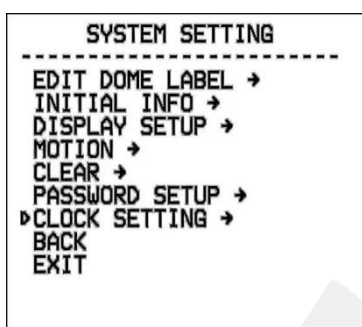 SYSTEM SETTING
EDIT DOME LABEL →
INITIAL INFO →
DISPLAY SETUP →
MOTION →
CLEAR →
PASSWORD SETUP →
CLOCK SETTING →
BACK
EXIT